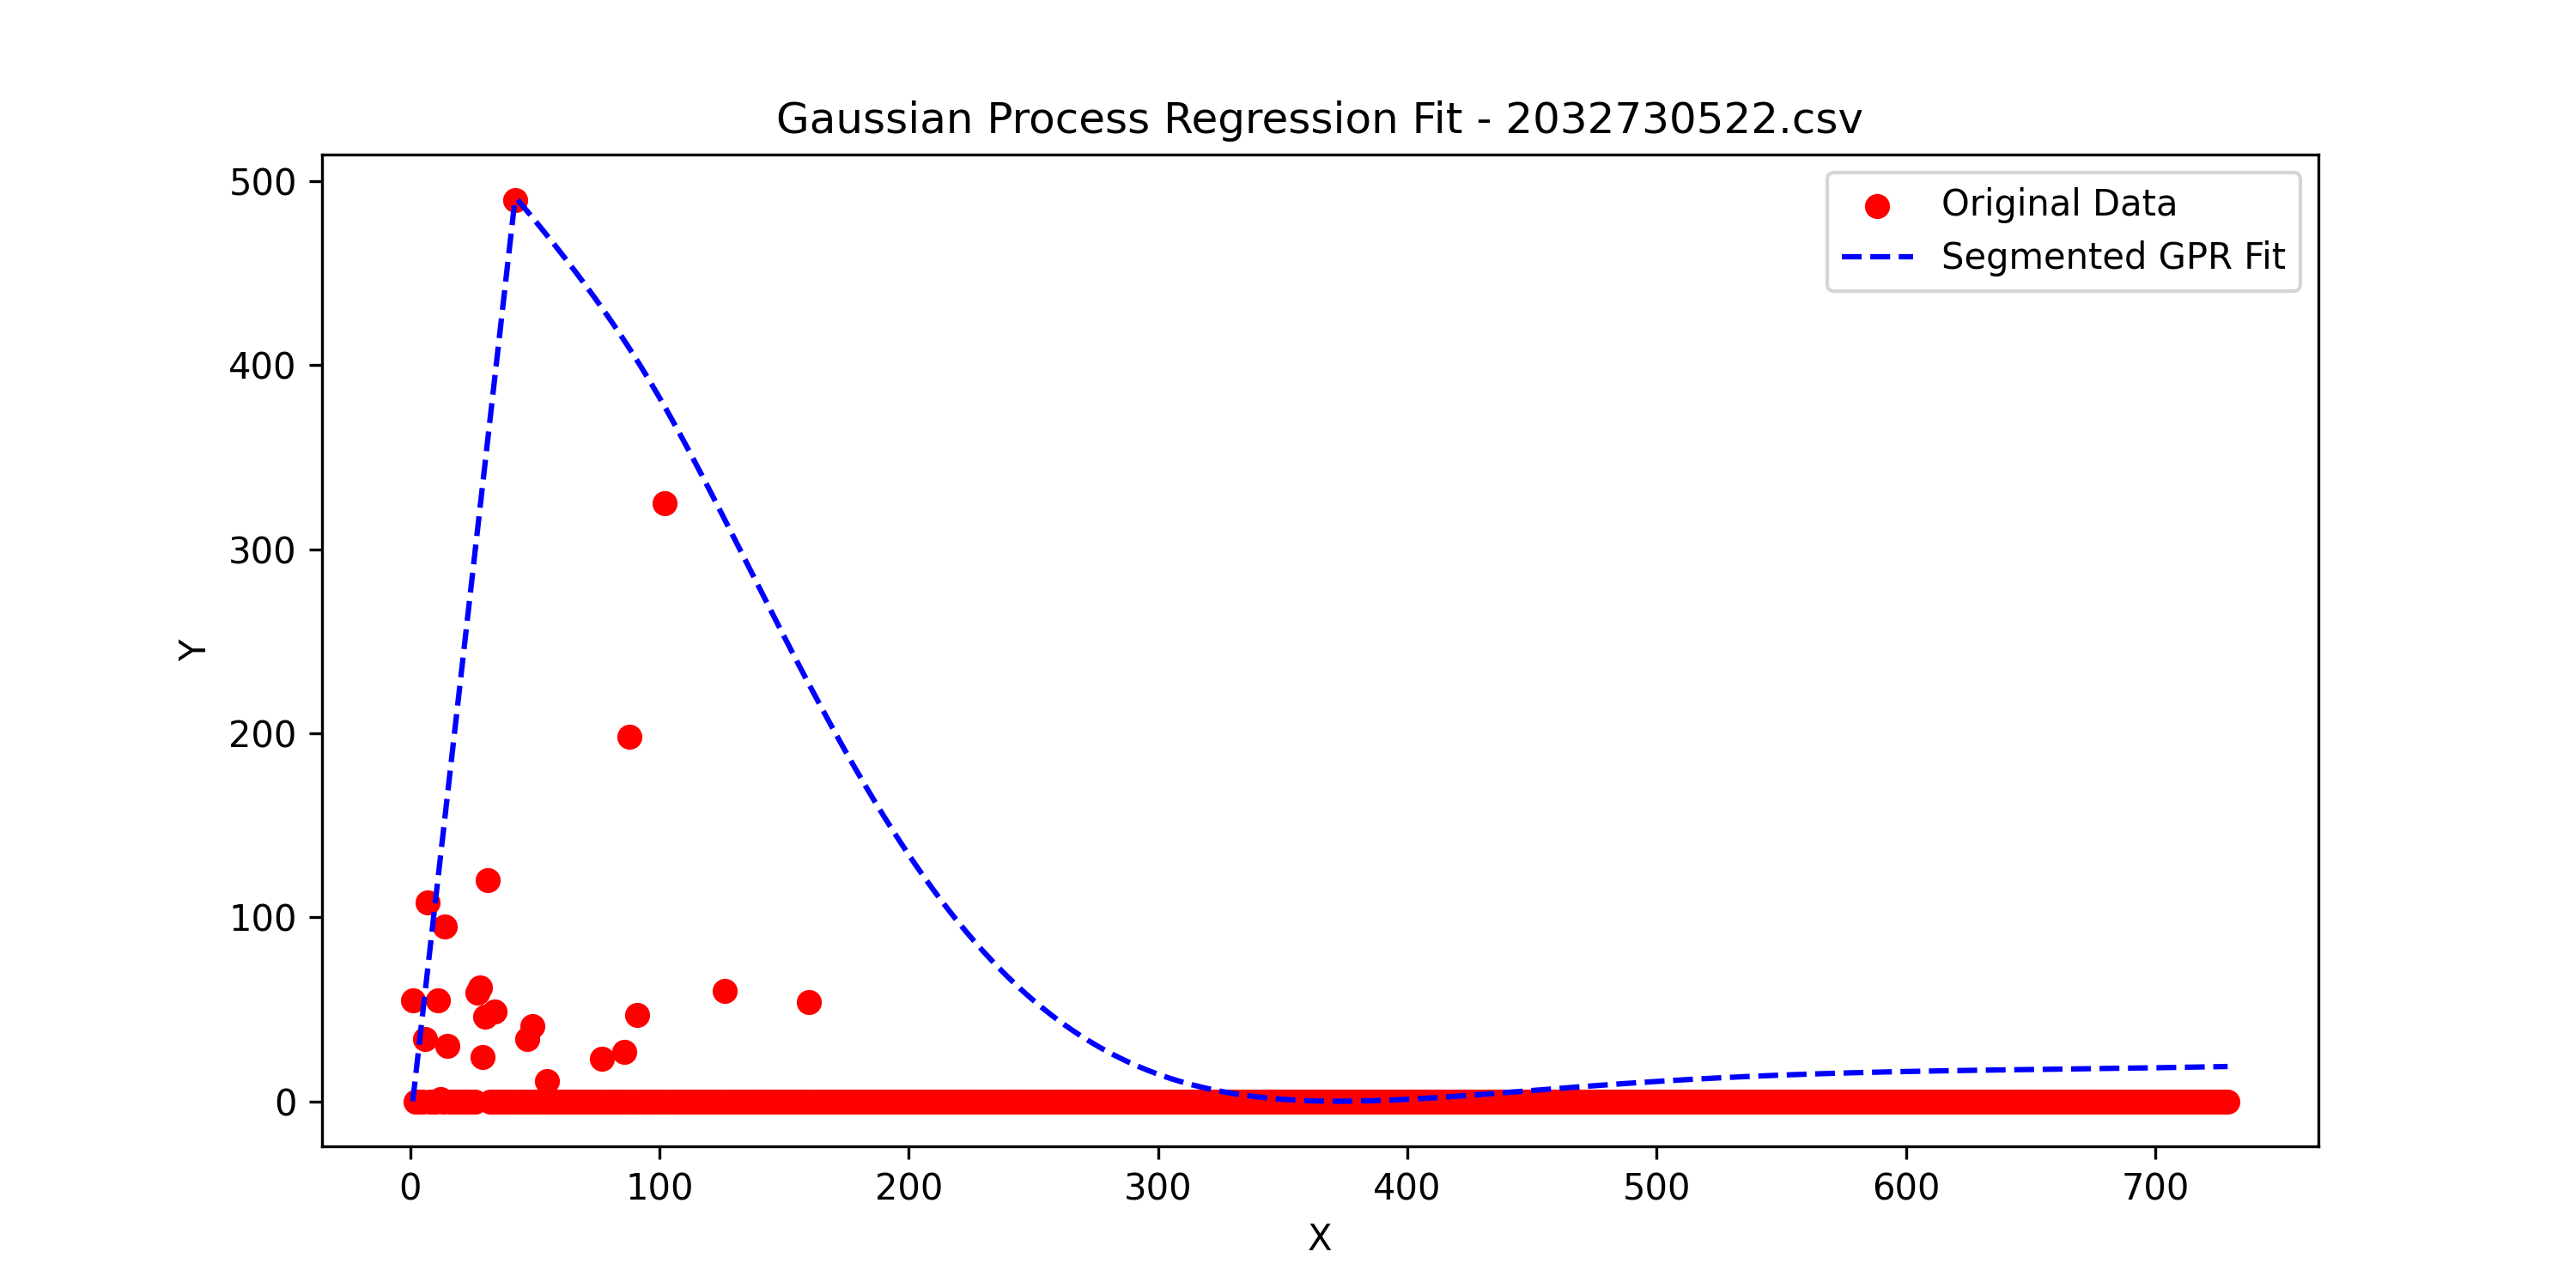 Gaussian Process Regression Fit - 2032730522.csv
Original Data
Segmented GPR Fit
500
400
300
200
100
0
Y
0 100 200 300 400 500 600 700
X